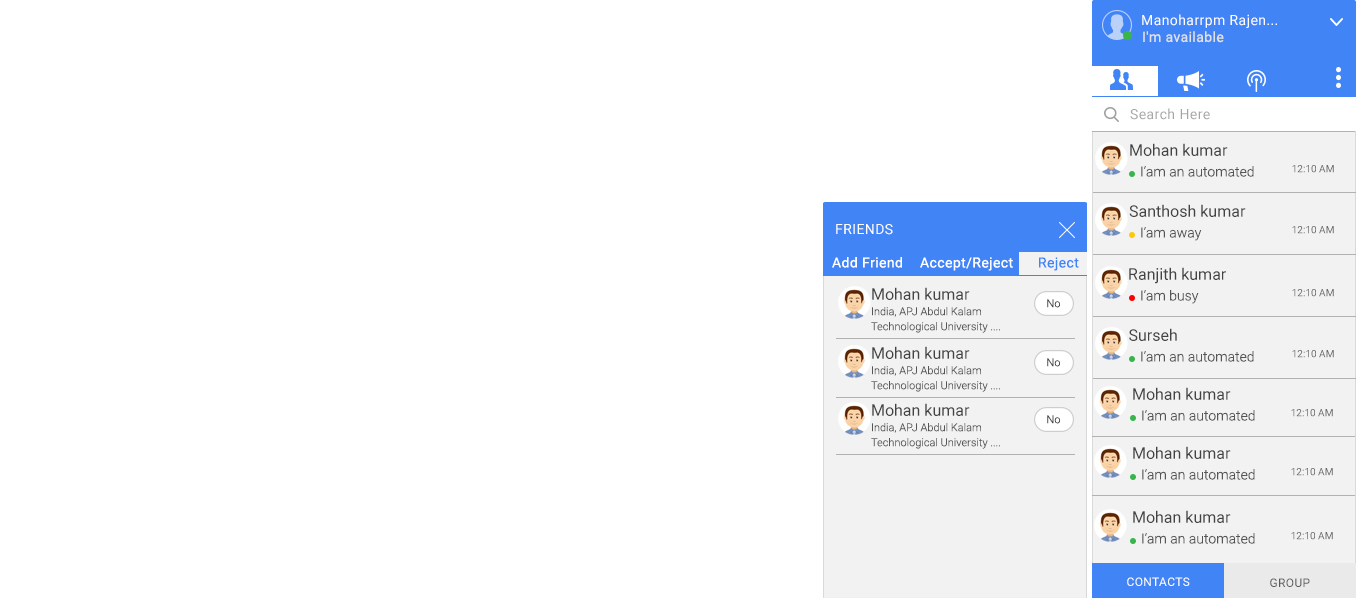 Manoharrpm Rajen...
I'm available
Search Here
Mohan kumar
I'am an automated
12:10 AM
Santhosh kumar
I'am away
12:10 AM
Ranjith kumar
I'am busy
12:10 AM
Surseh
I'am an automated
12:10 AM
Mohan kumar
I'am an automated
12:10 AM
Mohan kumar
I'am an automated
12:10 AM
Mohan kumar
I'am an automated
12:10 AM
CONTACTS
GROUP
FRIENDS
Add Friend
Accept/Reject
Reject
Mohan kumar
India, APJ Abdul Kalam
Technological University ....
No
Mohan kumar
India, APJ Abdul Kalam
Technological University ....
No
Mohan kumar
India, APJ Abdul Kalam
Technological University ....
No